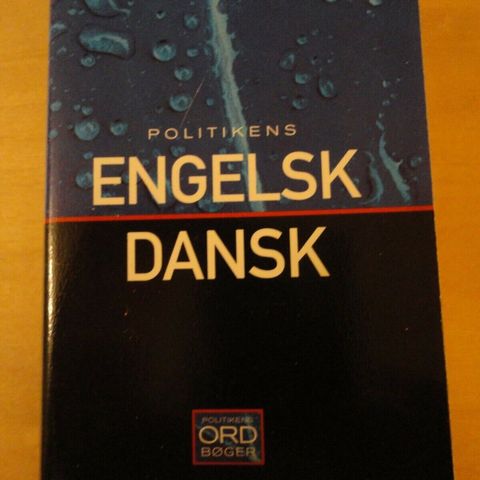 POLITIKENS
ENGELSK
DANSK
POLITIKENS
ORD
BØGER